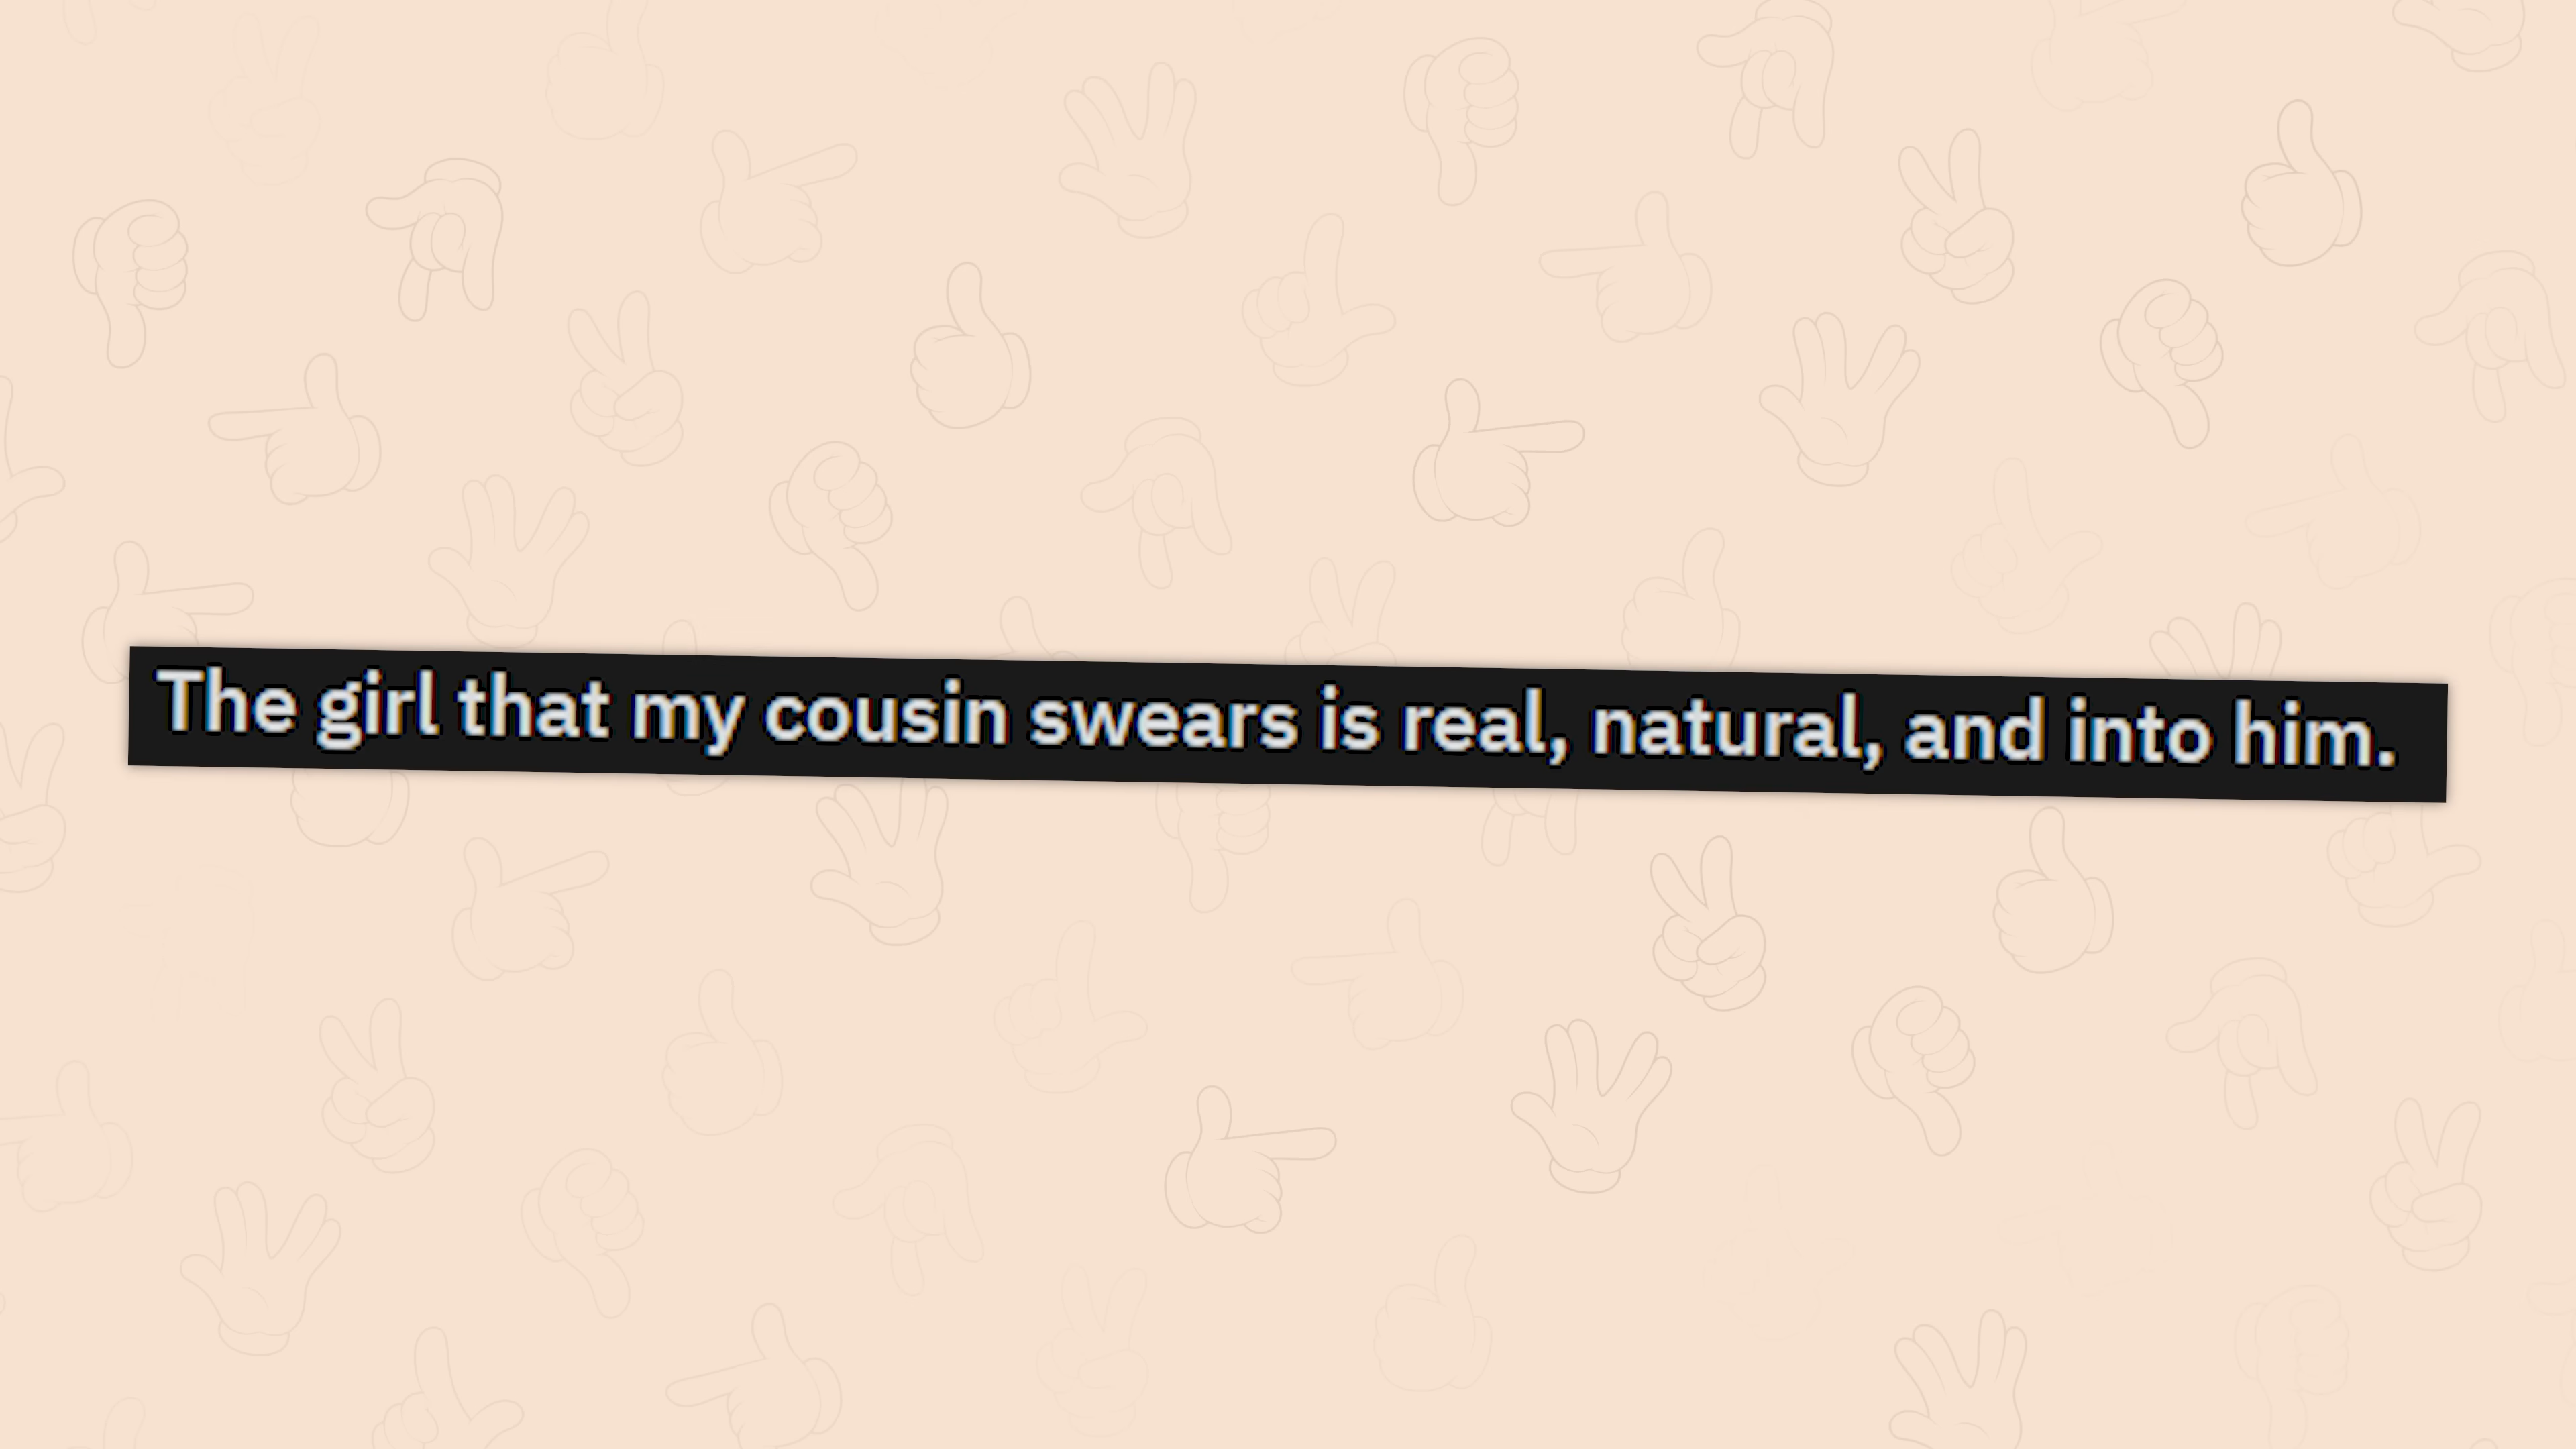 The girl that my cousin swears is real, natural, and into him.